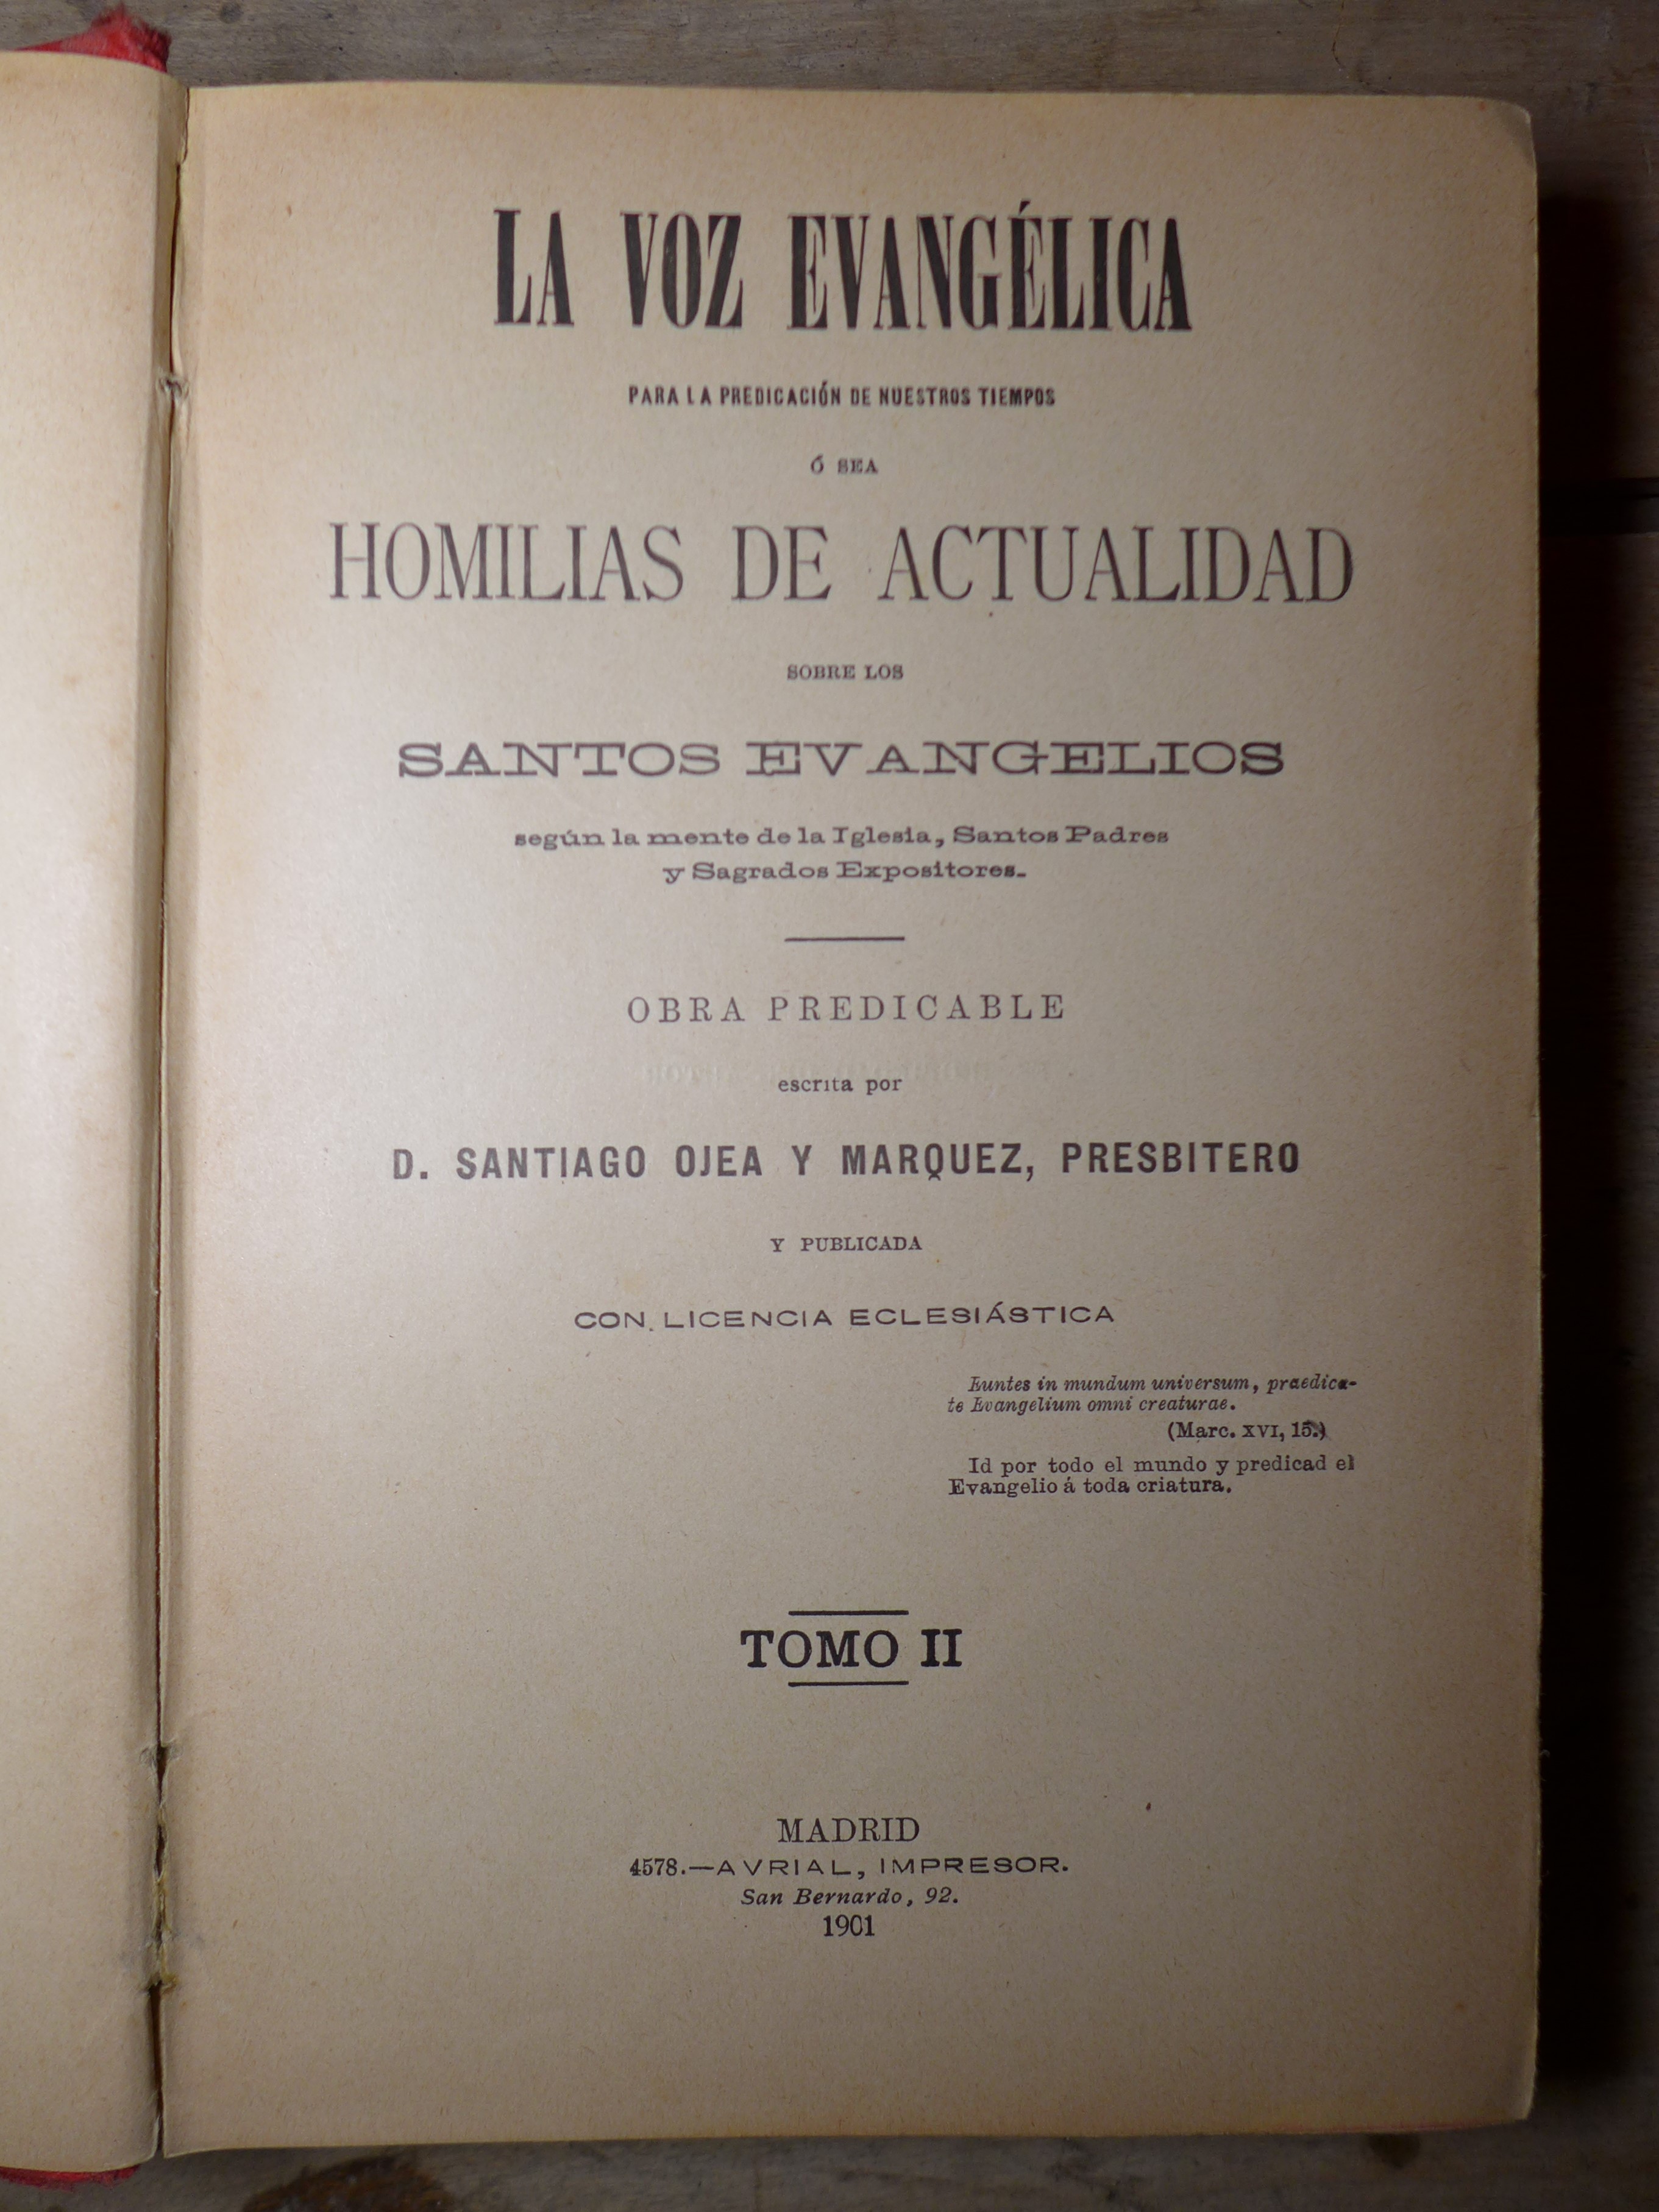 LA VOZ EVANGÉLICA
PARA LA PREDICACIÓN DE NUESTROS TIEMPOS
Ó SEA
HOMILIAS DE ACTUALIDAD
SOBRE LOS
SANTOS EVANGELIOS
según la mente de la Iglesia, Santos Padres
y Sagrados Expositores.
OBRA PREDICABLE
escrita por
D. SANTIAGO OJEA Y MARQUEZ, PRESBITERO
Y PUBLICADA
CON LICENCIA ECLESIÁSTICA
Euntes in mundum universum, praedica-
te Evangelium omni creaturae.
(Marc. XVI, 15.)
Id por todo el mundo y predicad el
Evangelio á toda criatura.
TOMO II
MADRID
4578.—AVRIAL, IMPRESOR.
San Bernardo, 92.
1901